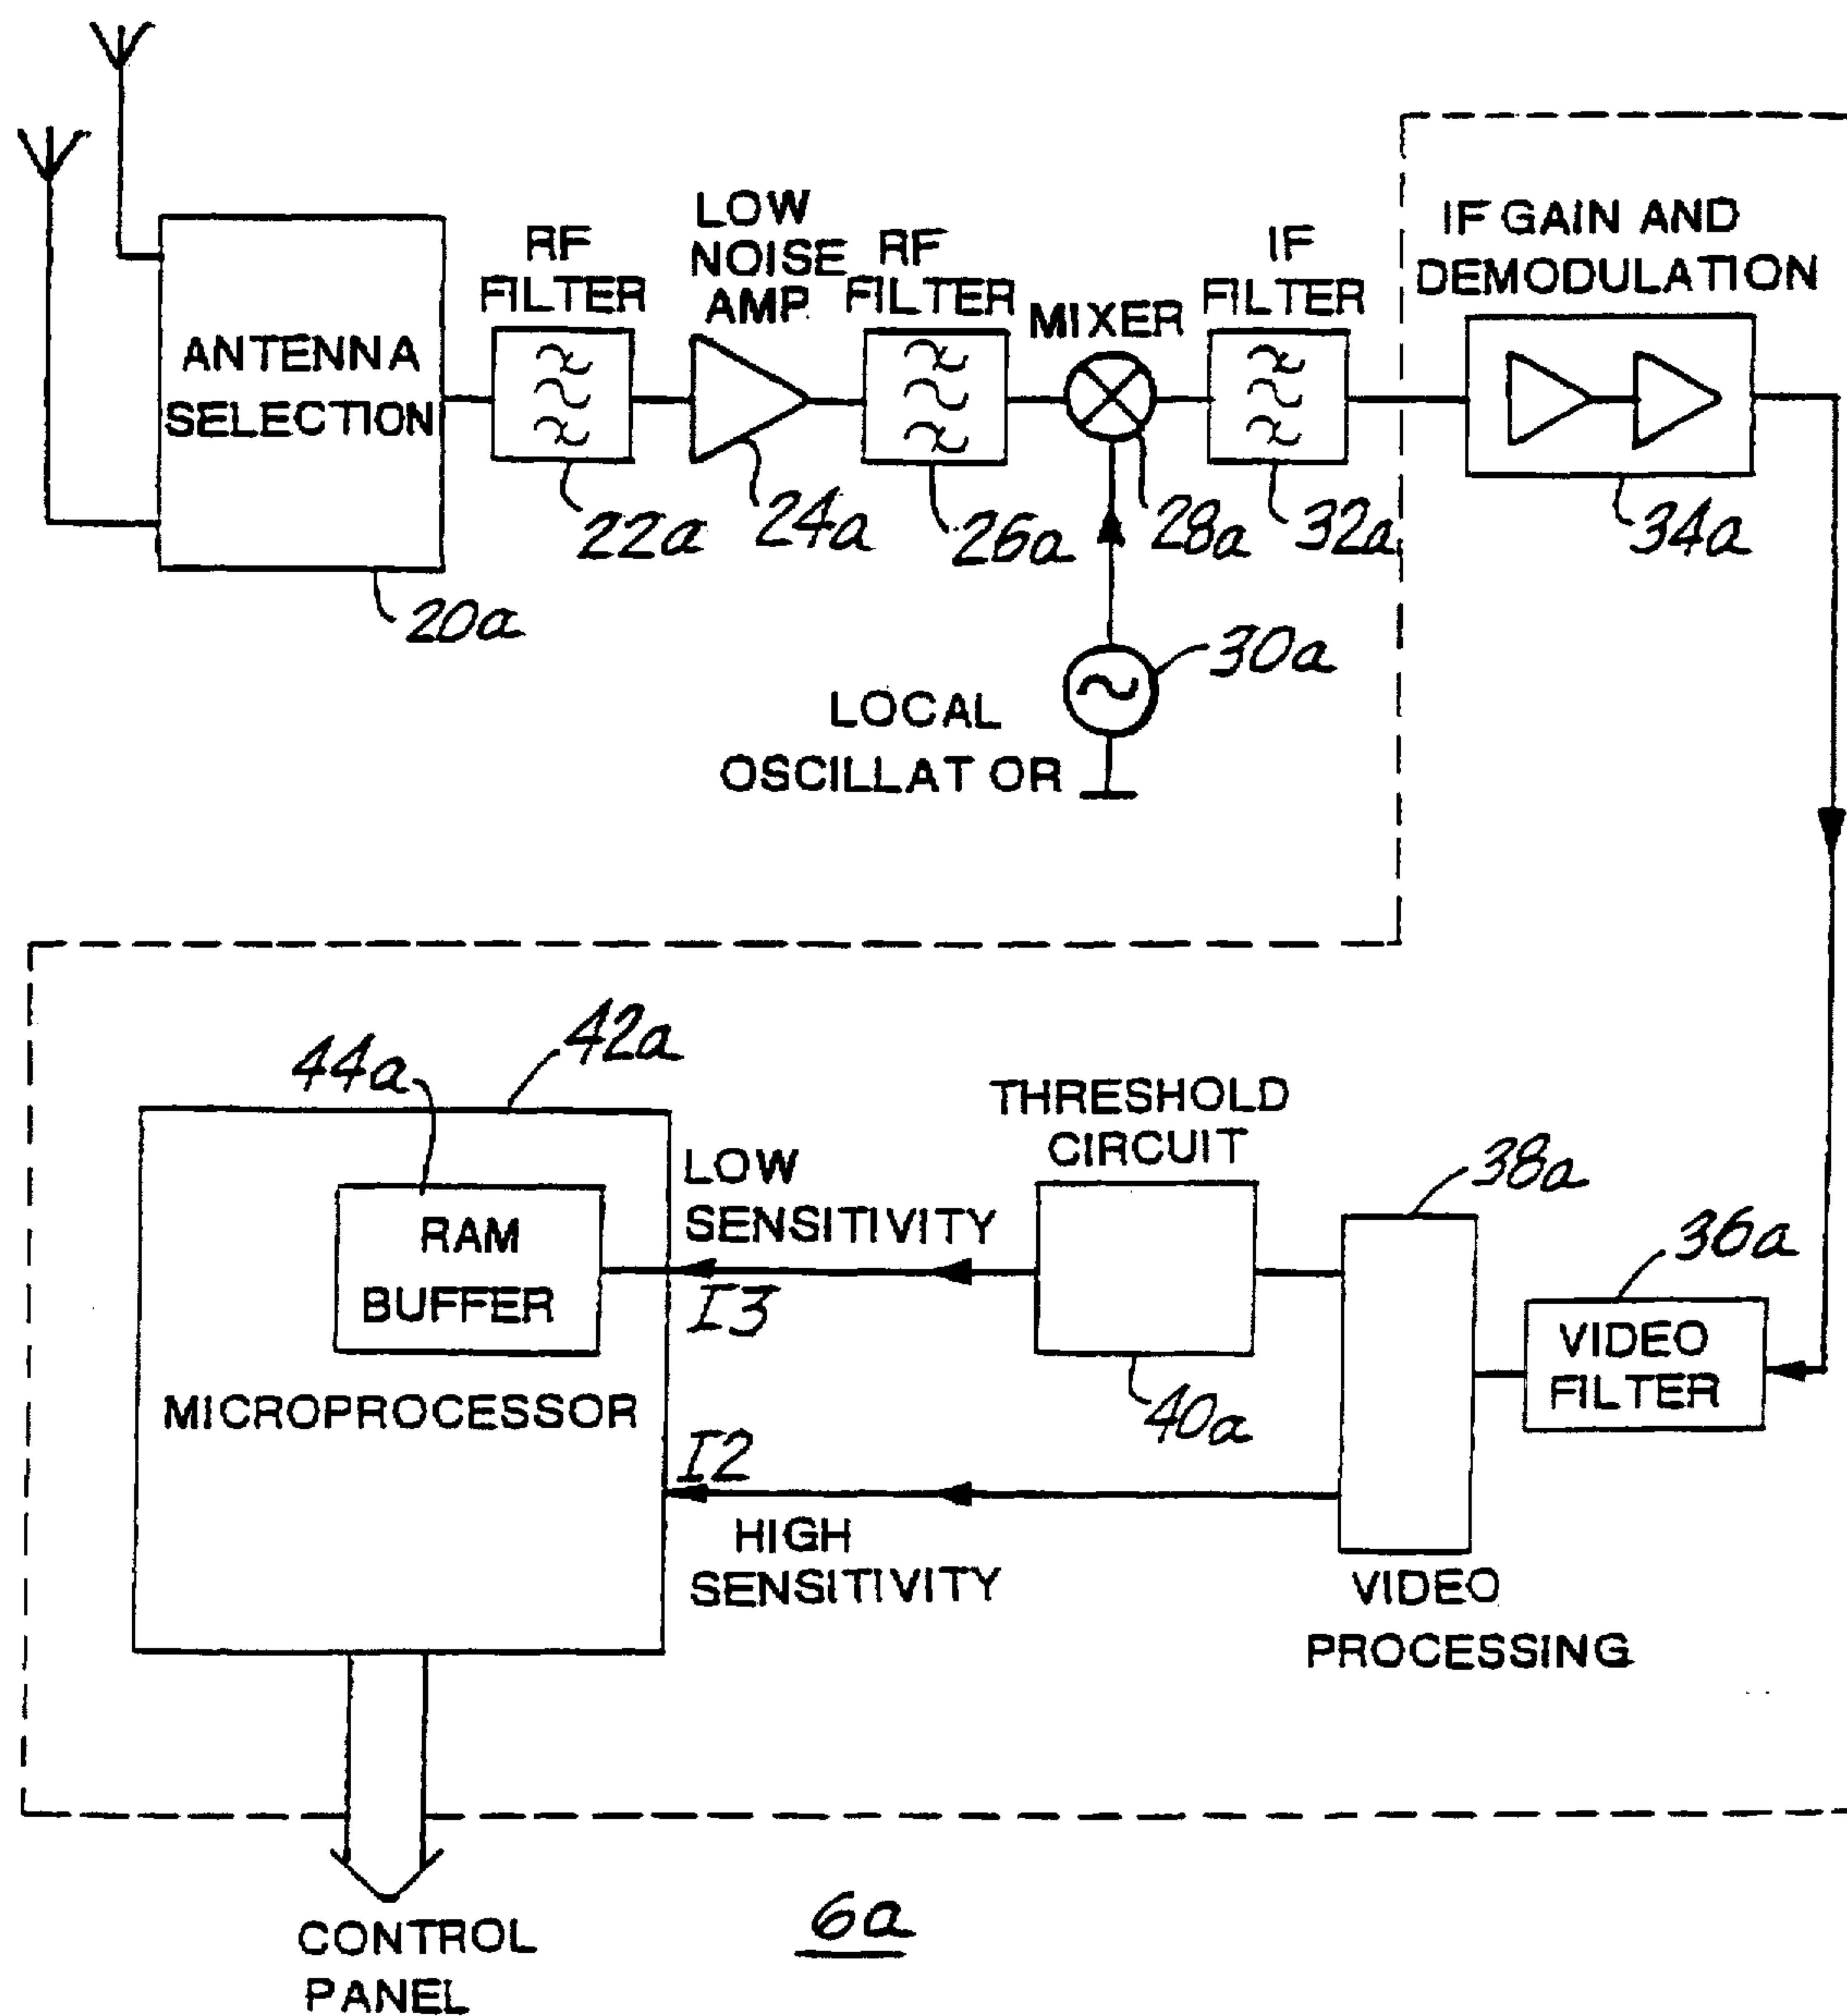 ANTENNA
SELECTION
20a
RF
FILTER
22a
LOW
NOISE
AMP
24a
RF
FILTER
26a
MIXER
28a
LOCAL
OSCILLATOR
30a
IF
FILTER
32a
IF GAIN AND
DEMODULATION
34a
44a
42a
RAM
BUFFER
MICROPROCESSOR
LOW
SENSITIVITY
I3
THRESHOLD
CIRCUIT
40a
38a
36a
VIDEO
FILTER
I2
HIGH
SENSITIVITY
VIDEO
PROCESSING
CONTROL
PANEL
6a